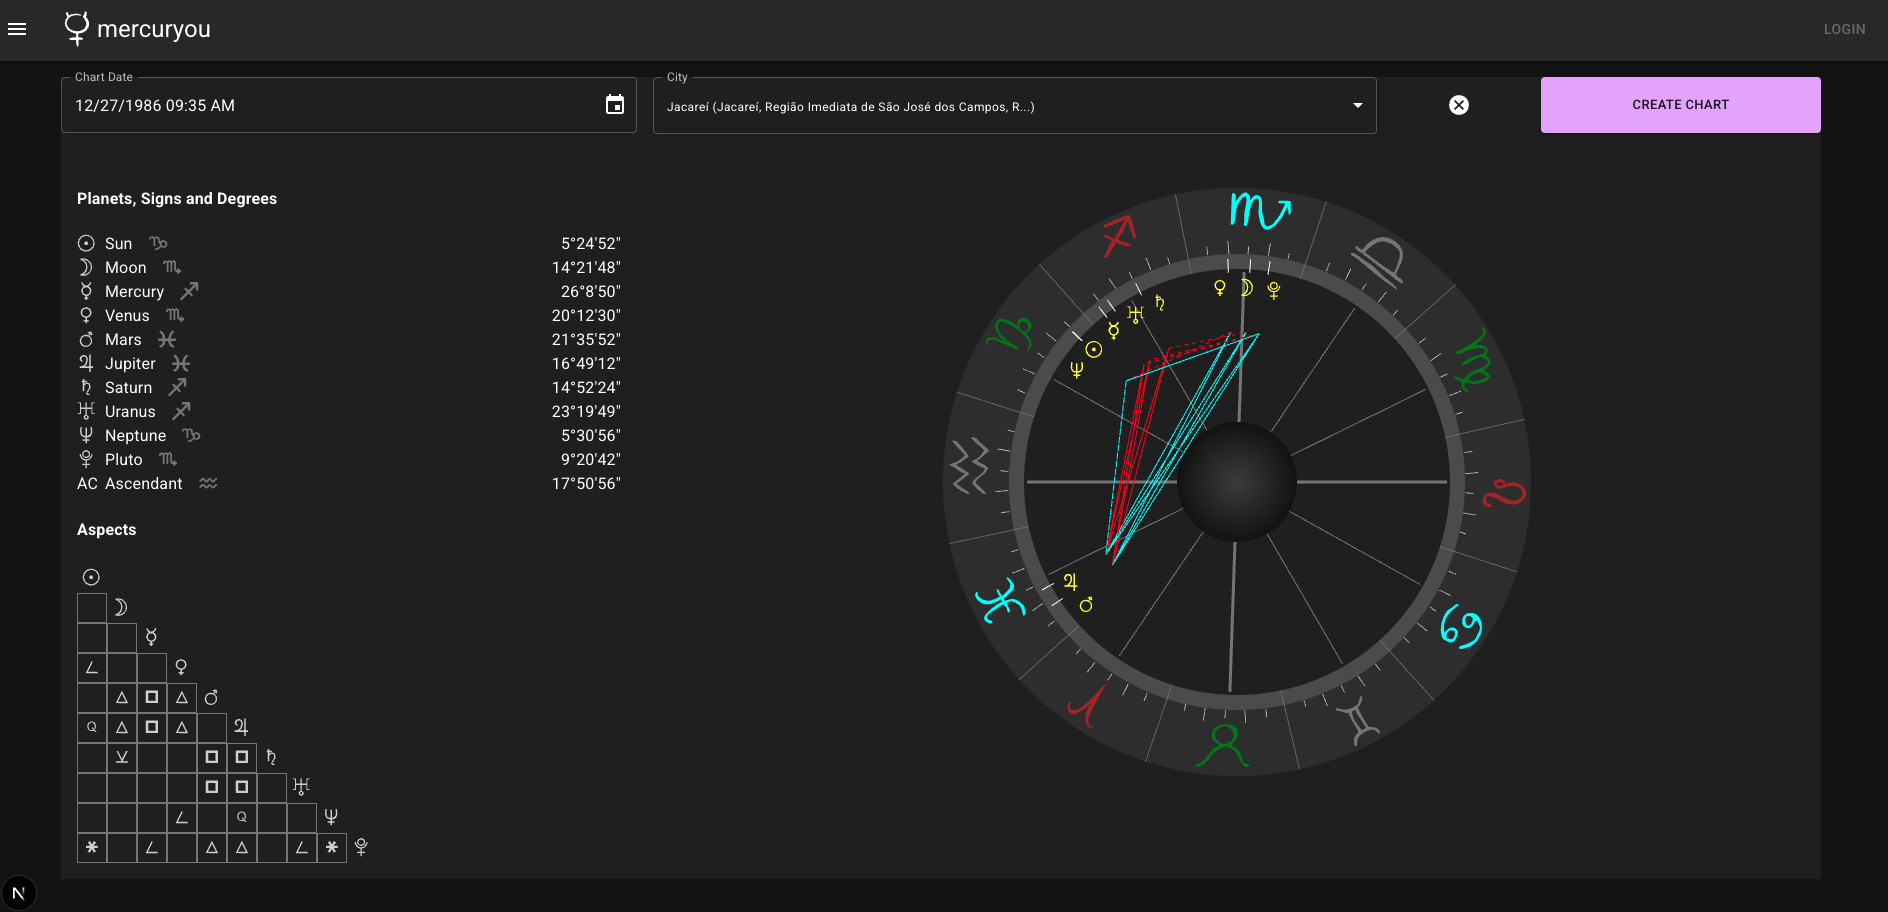 mercuryou
LOGIN
Chart Date
12/27/1986 09:35 AM
City
Jacareí (Jacareí, Região Imediata de São José dos Campos, R...)
CREATE CHART
Planets, Signs and Degrees
☉ Sun ♑ 5°24'52"
☽ Moon ♏ 14°21'48"
☿ Mercury ♐ 26°8'50"
♀ Venus ♏ 20°12'30"
♂ Mars ♓ 21°35'52"
♃ Jupiter ♓ 16°49'12"
♄ Saturn ♐ 14°52'24"
♅ Uranus ♐ 23°19'49"
♆ Neptune ♑ 5°30'56"
♇ Pluto ♏ 9°20'42"
AC Ascendant ♒ 17°50'56"
Aspects
Q
Q
N